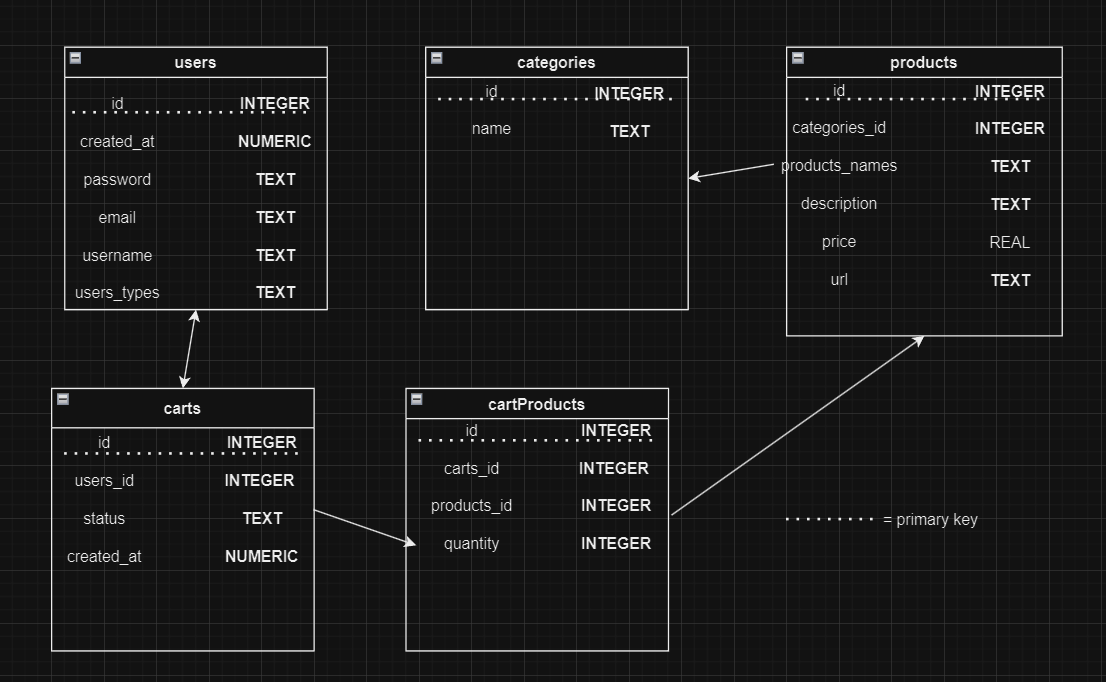 users
id INTEGER
created_at NUMERIC
password TEXT
email TEXT
username TEXT
users_types TEXT
categories
id INTEGER
name TEXT
products
id INTEGER
categories_id INTEGER
products_names TEXT
description TEXT
price REAL
url TEXT
carts
id INTEGER
users_id INTEGER
status TEXT
created_at NUMERIC
cartProducts
id INTEGER
carts_id INTEGER
products_id INTEGER
quantity INTEGER
= primary key